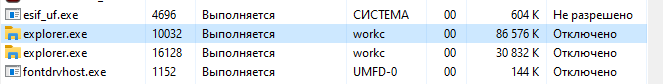 esif_uf.exe 4696 Выполняется СИСТЕМА 00 604 K Не разрешено
explorer.exe 10032 Выполняется workc 00 86 576 K Отключено
explorer.exe 16128 Выполняется workc 00 30 832 K Отключено
fontdrvhost.exe 1152 Выполняется UMFD-0 00 144 K Отключено